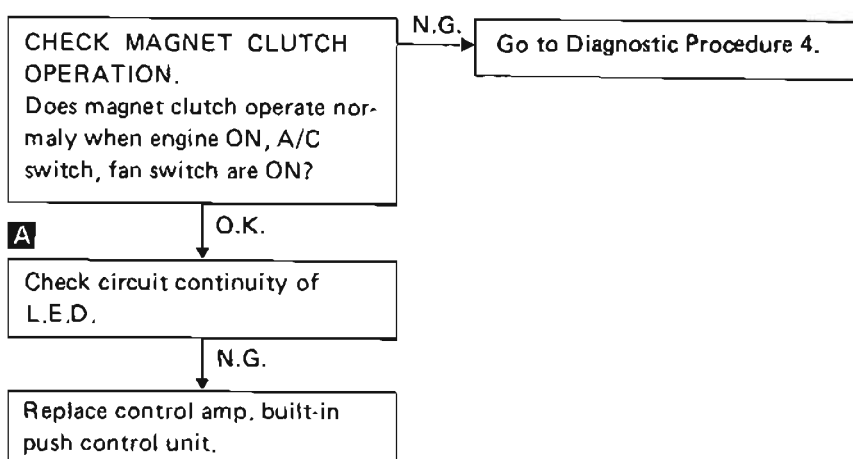 CHECK MAGNET CLUTCH
OPERATION.
Does magnet clutch operate nor-
maly when engine ON, A/C
switch, fan switch are ON?
N.G.
Go to Diagnostic Procedure 4.
O.K.
A
Check circuit continuity of
L.E.D.
N.G.
Replace control amp. built-in
push control unit.